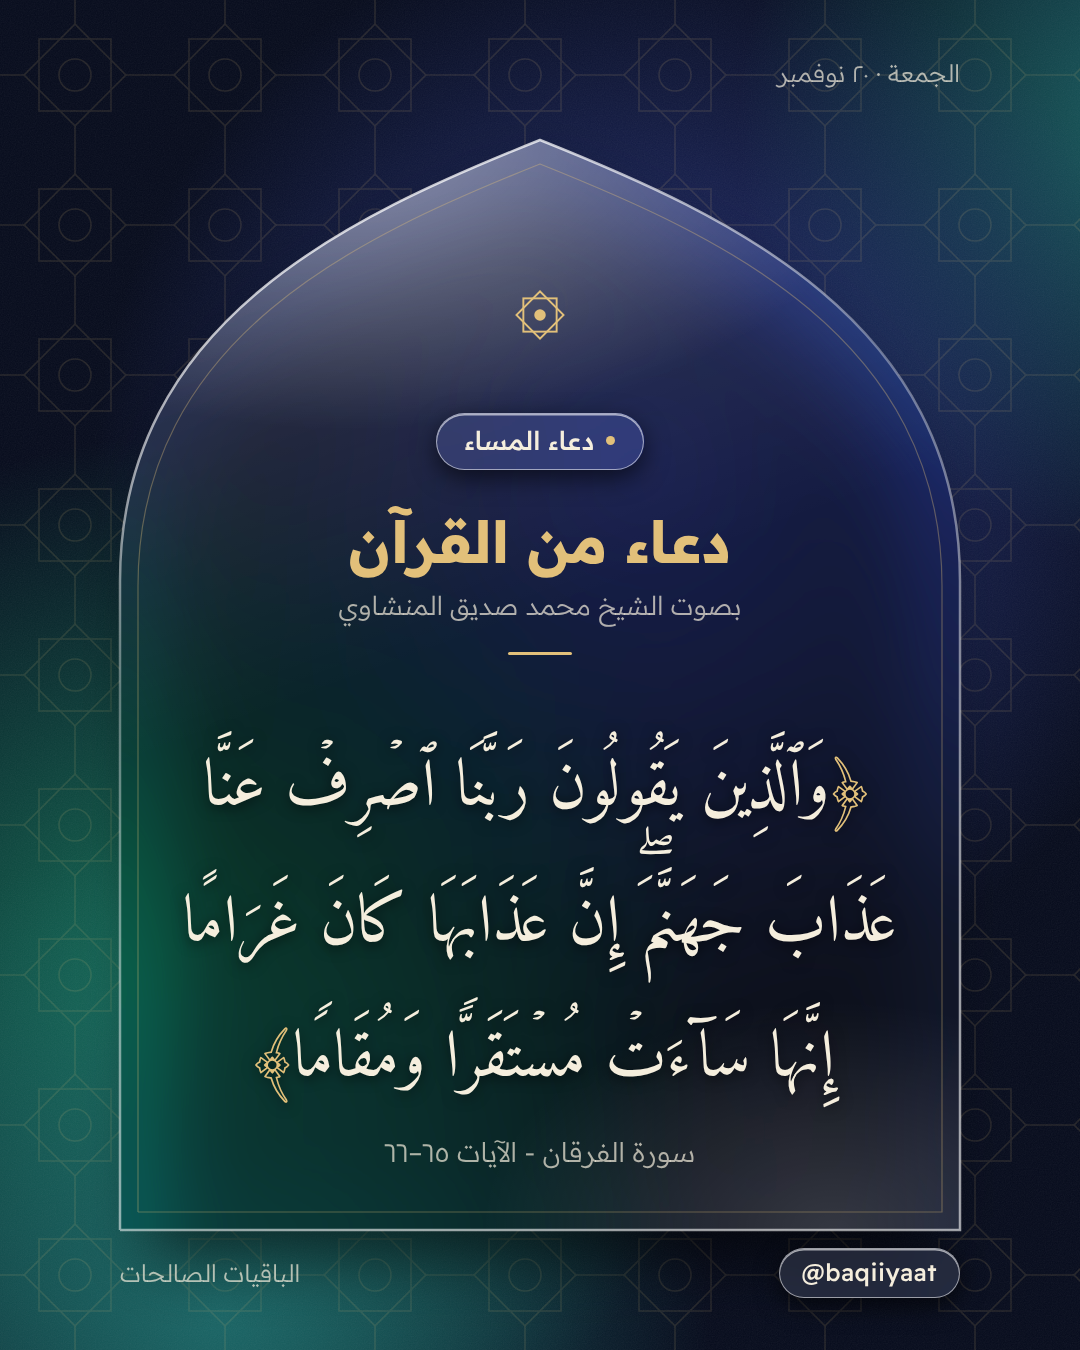 الجمعة · ٢٠ نوفمبر
دعاء المساء
دعاء من القرآن
بصوت الشيخ محمد صديق المنشاوي
﴿وَٱلَّذِينَ يَقُولُونَ رَبَّنَا ٱصۡرِفۡ عَنَّا
عَذَابَ جَهَنَّمَۖ إِنَّ عَذَابَهَا كَانَ غَرَامًا
إِنَّهَا سَآءَتۡ مُسۡتَقَرّٗا وَمُقَامٗا﴾
سورة الفرقان - الآيات ٦٥–٦٦
@baqiiyaat
الباقيات الصالحات